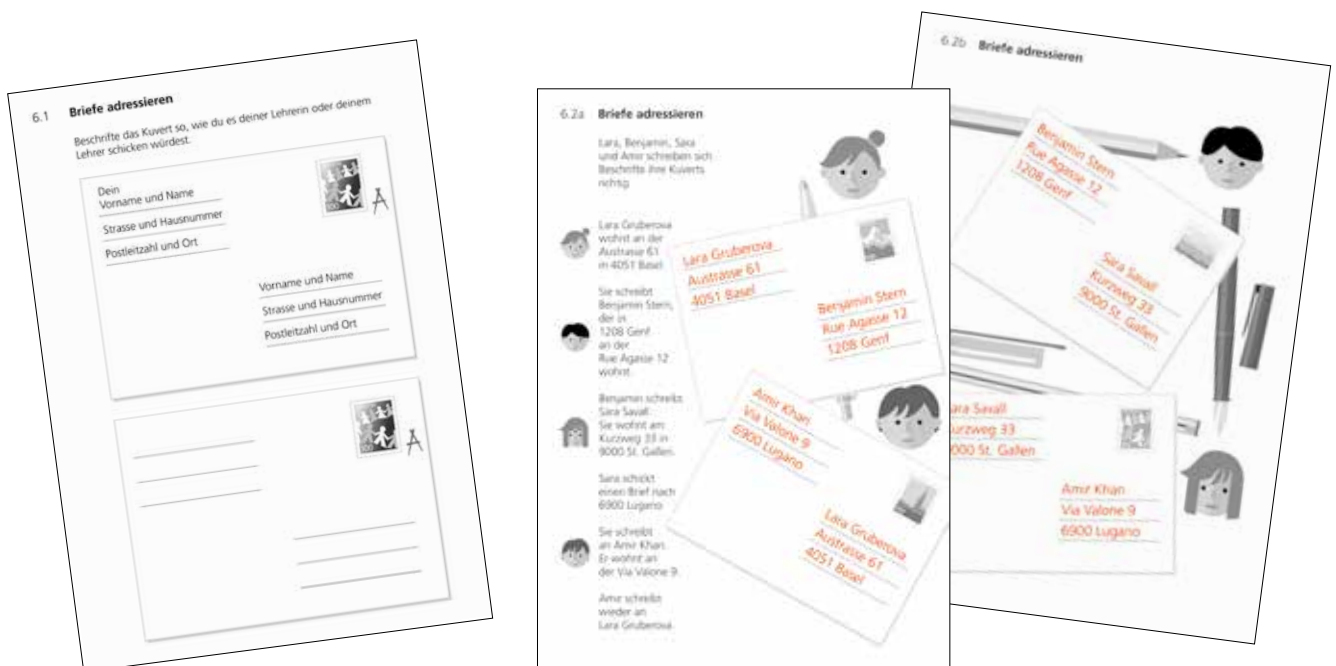 6.1 Briefe adressieren
Beschrifte das Kuvert so, wie du es deiner Lehrerin oder deinem
Lehrer schicken würdest.
Dein
Vorname und Name
Strasse und Hausnummer
Postleitzahl und Ort
A
Vorname und Name
Strasse und Hausnummer
Postleitzahl und Ort
A
6.2a Briefe adressieren
Lara, Benjamin, Sara
und Amir schreiben sich
Beschrifte ihre Kuverts
richtig.
Lara Gruberova
wohnt an der
Austrasse 61
in 4051 Basel
Sie schreibt
Benjamin Stern,
der in
1208 Genf
an der
Rue Agasse 12
wohnt.
Benjamin schreibt
Sara Savall
Sie wohnt am
Kurzweg 33 in
9000 St. Gallen.
Sara schickt
einen Brief nach
6900 Lugano
Sie schreibt
an Amir Khan.
Er wohnt an
der Via Valone 9.
Amir schreibt
wieder an
Lara Gruberova
Lara Gruberova
Austrasse 61
4051 Basel
Benjamin Stern
Rue Agasse 12
1208 Genf
Amir Khan
Via Valone 9
6900 Lugano
Lara Gruberova
Austrasse 61
4051 Basel
6.2b Briefe adressieren
Benjamin Stern
Rue Agasse 12
1208 Genf
Sara Savall
Kurzweg 33
9000 St. Gallen
ara Savall
urzweg 33
000 St. Gallen
Amir Khan
Via Valone 9
6900 Lugano